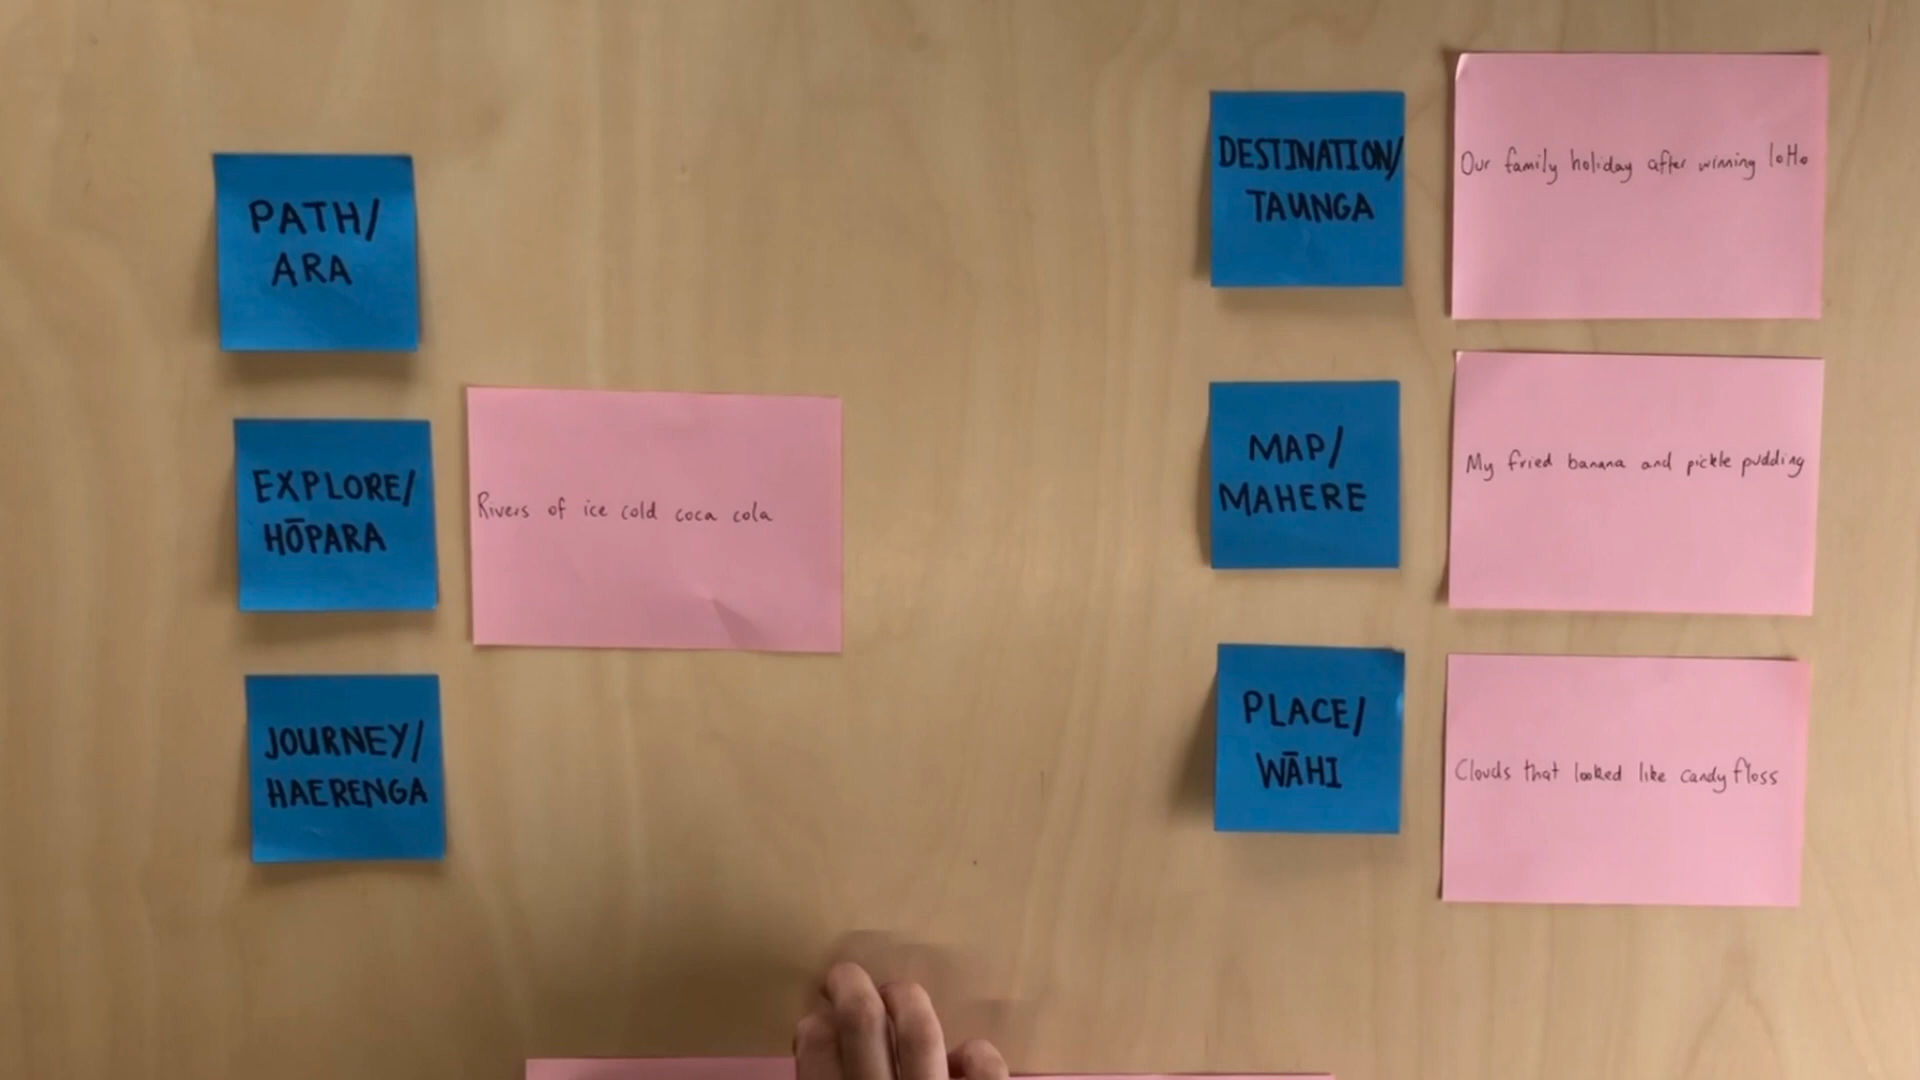 PATH/
ARA
EXPLORE/
HŌPARA
Rivers of ice cold coca cola
JOURNEY/
HAERENGA
DESTINATION/
TAUNGA
Our family holiday after winning lotto
MAP/
MAHERE
My fried banana and pickle pudding
PLACE/
WĀHI
Clouds that looked like candy floss